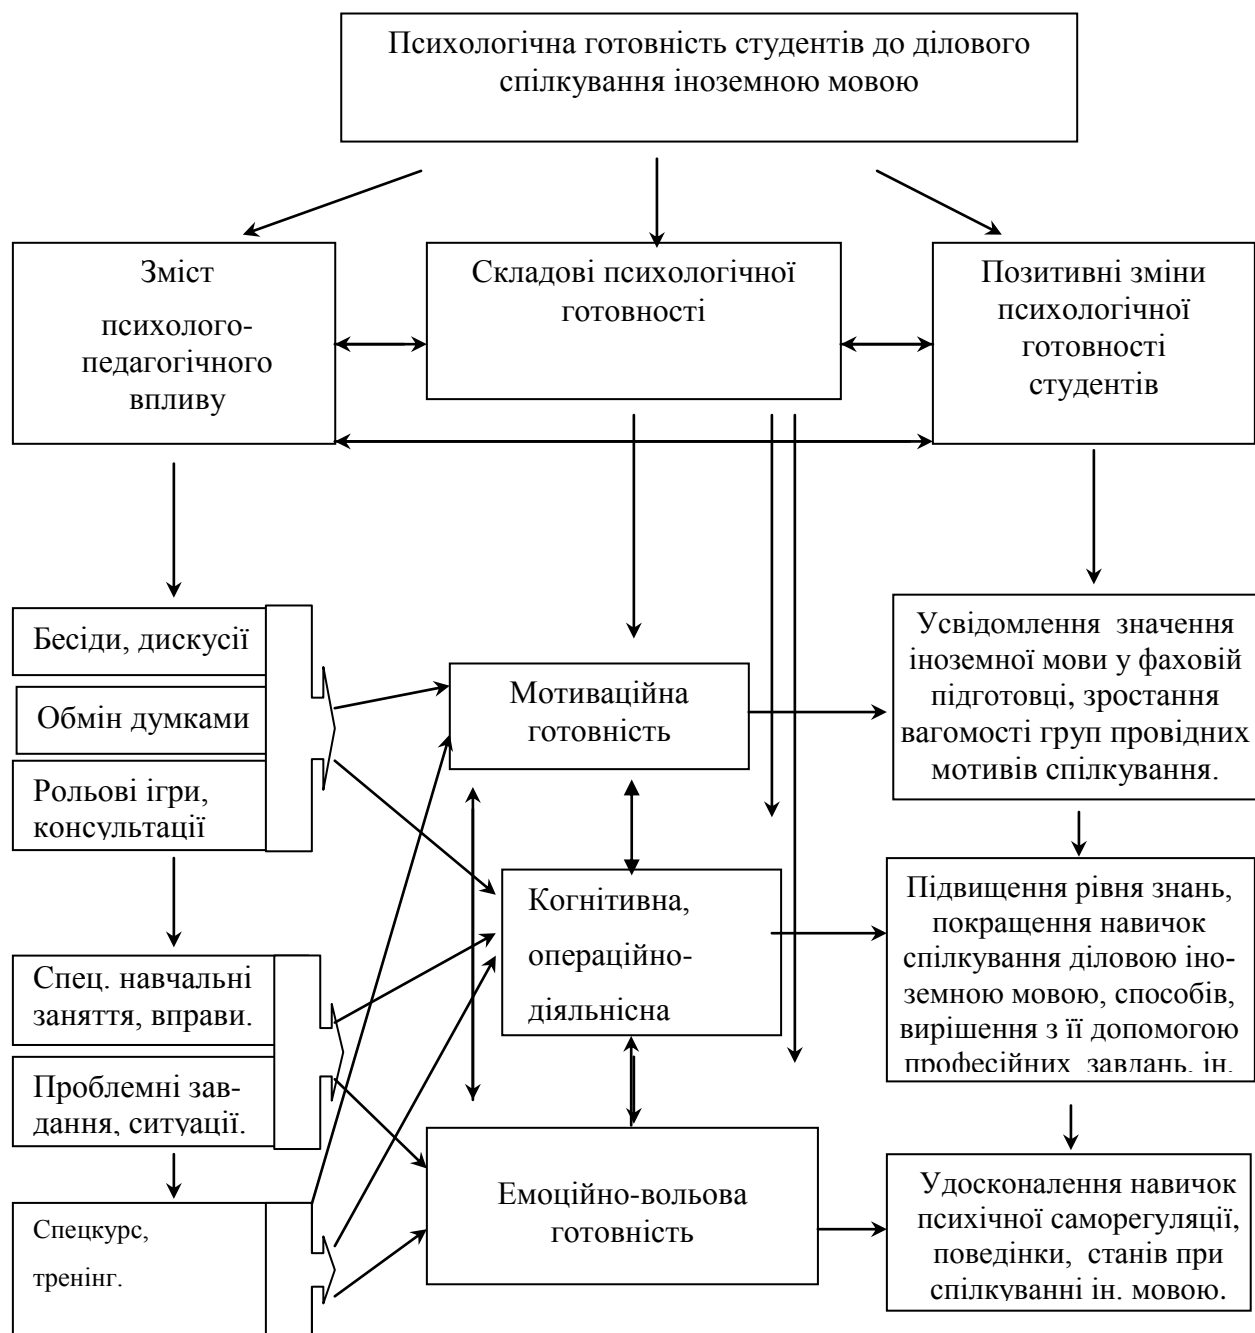 Психологічна готовність студентів до ділового
спілкування іноземною мовою
Зміст
психолого-
педагогічного
впливу
Складові психологічної
готовності
Позитивні зміни
психологічної
готовності
студентів
Бесіди, дискусії
Обмін думками
Рольові ігри,
консультації
Спец. навчальні
заняття, вправи.
Проблемні зав-
дання, ситуації.
Спецкурс,
тренінг.
Мотиваційна
готовність
Когнітивна,
операційно-
діяльнісна
Емоційно-вольова
готовність
Усвідомлення значення
іноземної мови у фаховій
підготовці, зростання
вагомості груп провідних
мотивів спілкування.
Підвищення рівня знань,
покращення навичок
спілкування діловою іно-
земною мовою, способів,
вирішення з її допомогою
професійних завдань. ін.
Удосконалення навичок
психічної саморегуляції,
поведінки, станів при
спілкуванні ін. мовою.